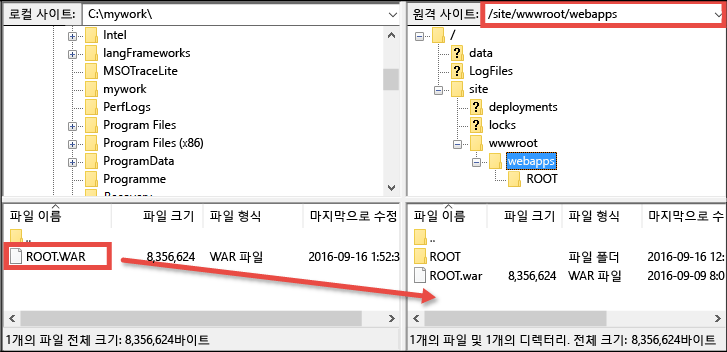 로컬 사이트: C:\mywork\
Intel
langFrameworks
MSOTraceLite
mywork
PerfLogs
Program Files
Program Files (x86)
ProgramData
Programme
Recovery
파일 이름 파일 크기 파일 형식 마지막으로 수정
..
ROOT.WAR 8,356,624 WAR 파일 2016-09-16 1:52:3
1개의 파일 전체 크기: 8,356,624바이트
원격 사이트: /site/wwwroot/webapps
/
data
LogFiles
site
deployments
locks
wwwroot
webapps
ROOT
파일 이름 파일 크기 파일 형식 마지막으로 수정
..
ROOT 파일 폴더 2016-09-16 12:
ROOT.war 8,356,624 WAR 파일 2016-09-09 8:0
1개의 파일 및 1개의 디렉터리. 전체 크기: 8,356,624바이트